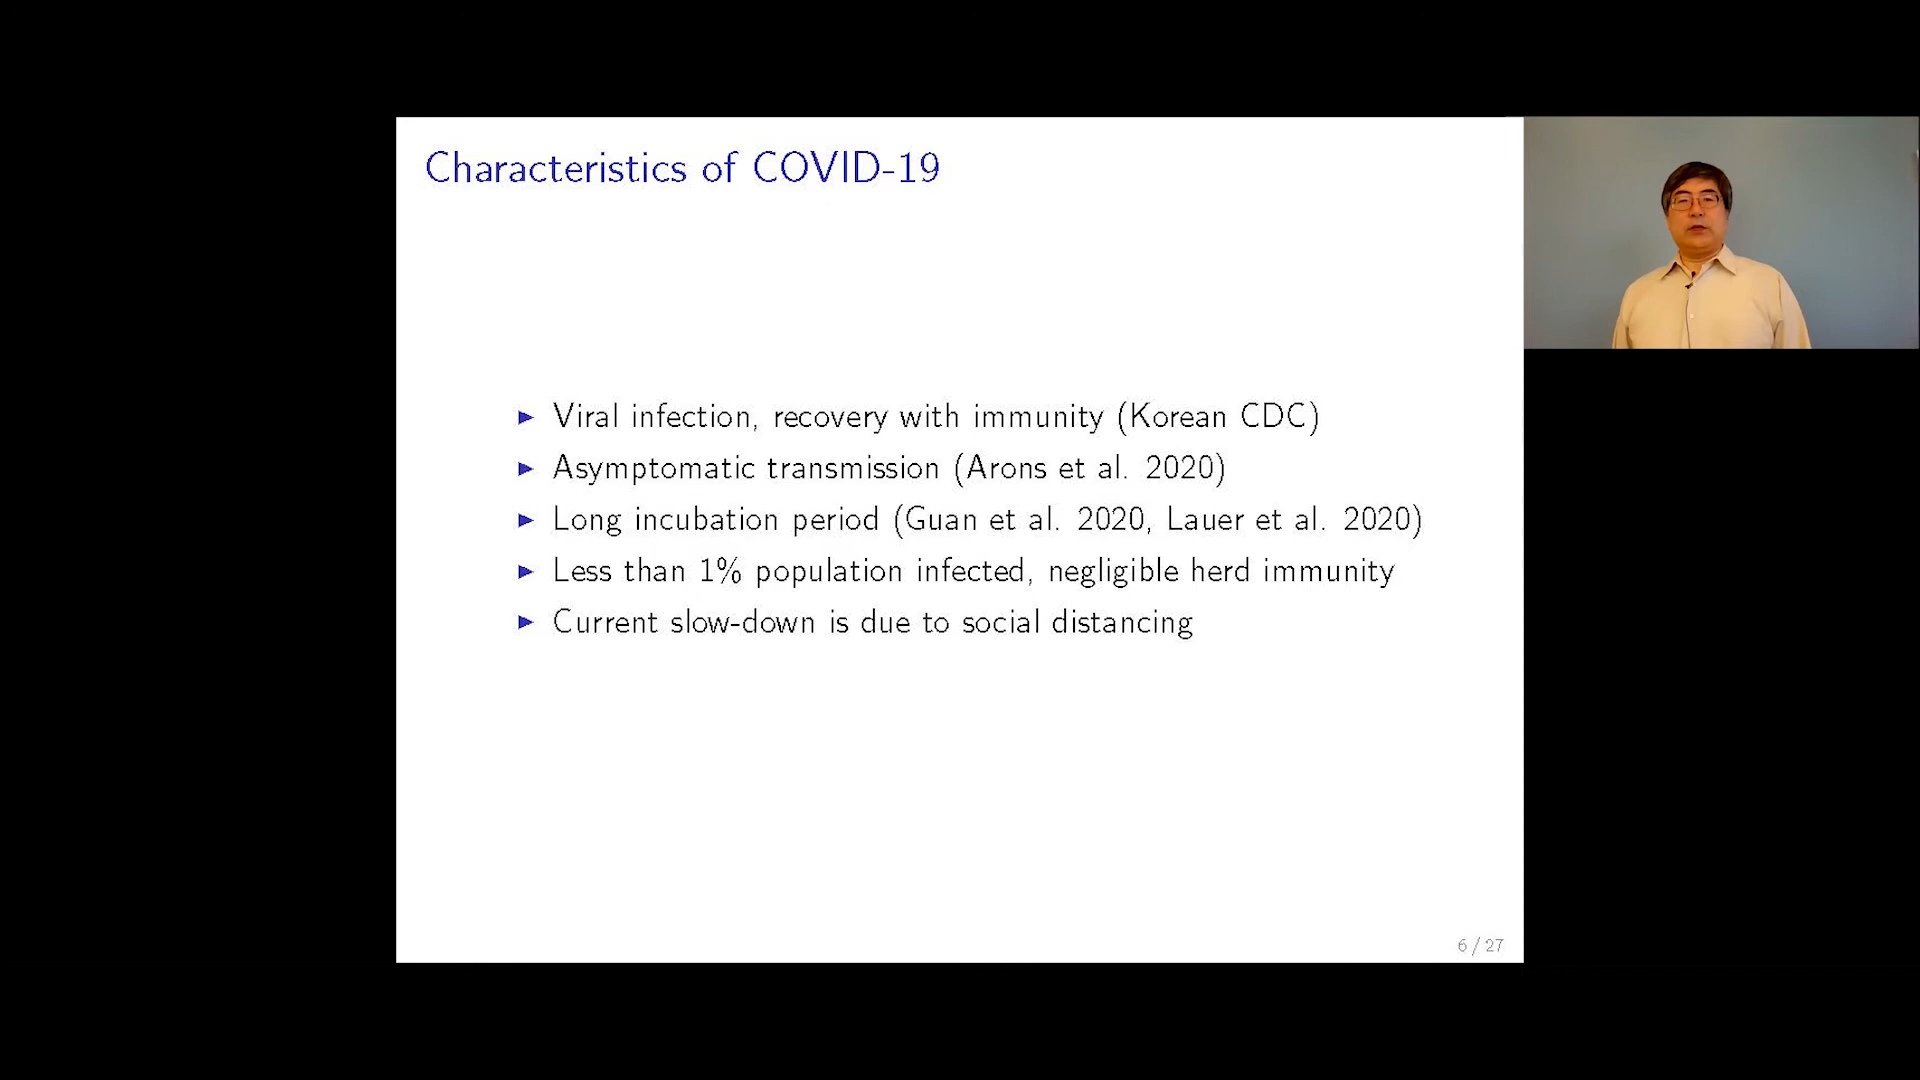 Characteristics of COVID-19
▶ Viral infection, recovery with immunity (Korean CDC)
▶ Asymptomatic transmission (Arons et al. 2020)
▶ Long incubation period (Guan et al. 2020, Lauer et al. 2020)
▶ Less than 1% population infected, negligible herd immunity
▶ Current slow-down is due to social distancing
6 / 27